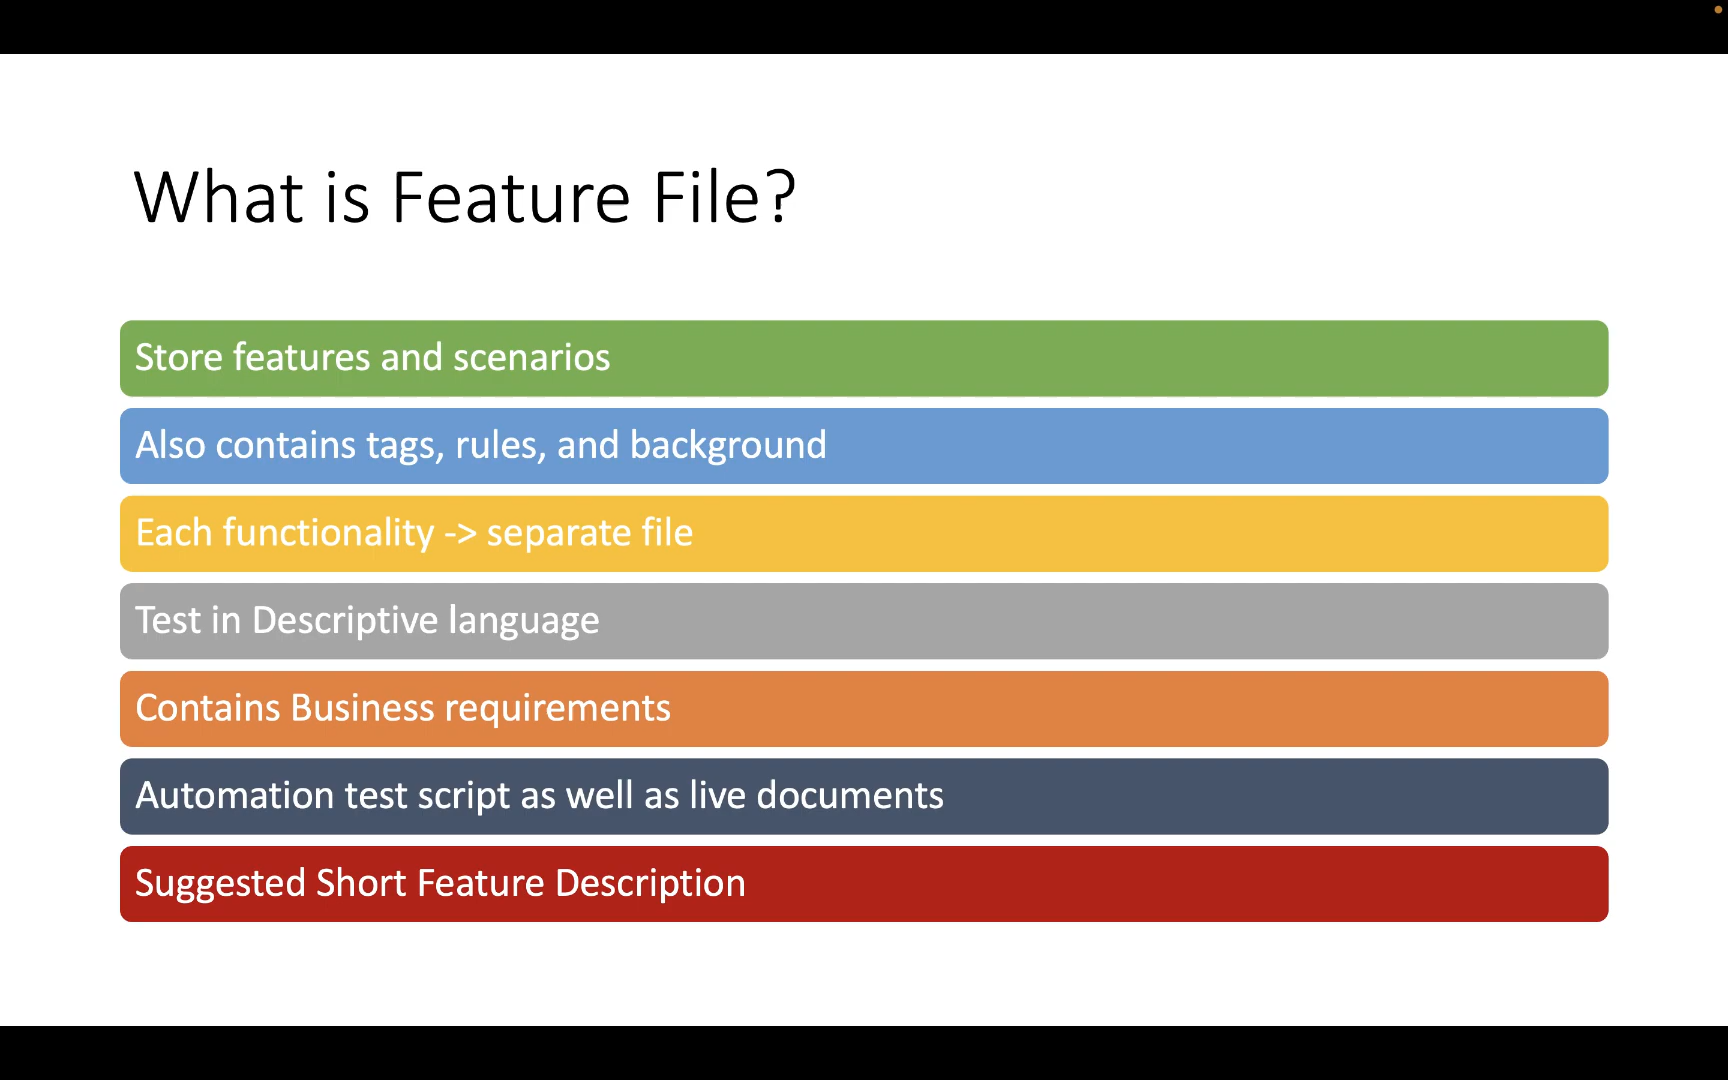 What is Feature File?
Store features and scenarios
Also contains tags, rules, and background
Each functionality -> separate file
Test in Descriptive language
Contains Business requirements
Automation test script as well as live documents
Suggested Short Feature Description